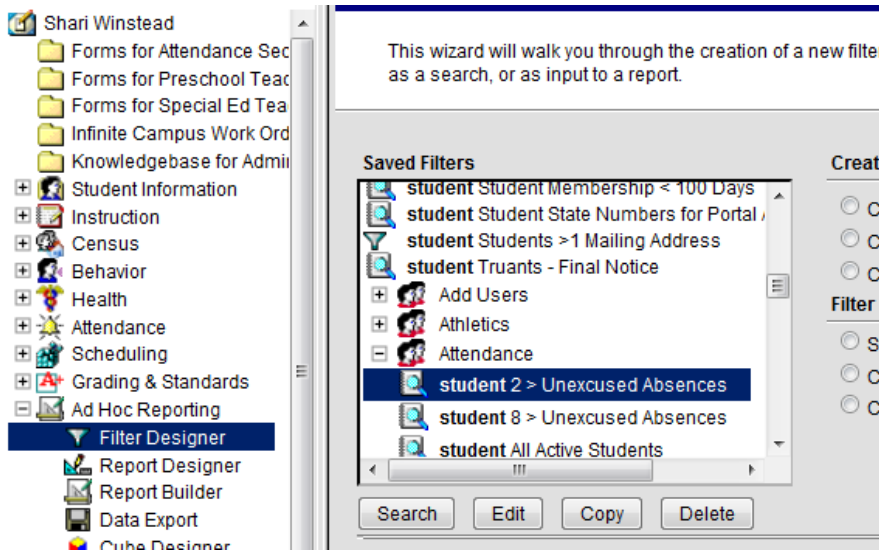 Shari Winstead
Forms for Attendance Sec
Forms for Preschool Teac
Forms for Special Ed Tea
Infinite Campus Work Ord
Knowledgebase for Admin
Student Information
Instruction
Census
Behavior
Health
Attendance
Scheduling
Grading & Standards
Ad Hoc Reporting
Filter Designer
Report Designer
Report Builder
Data Export
Cube Designer
This wizard will walk you through the creation of a new filter
as a search, or as input to a report.
Saved Filters
student Student Membership < 100 Days
student Student State Numbers for Portal
student Students >1 Mailing Address
student Truants - Final Notice
Add Users
Athletics
Attendance
student 2 > Unexcused Absences
student 8 > Unexcused Absences
student All Active Students
Search Edit Copy Delete
Creat
C
C
C
Filter
S
C
C